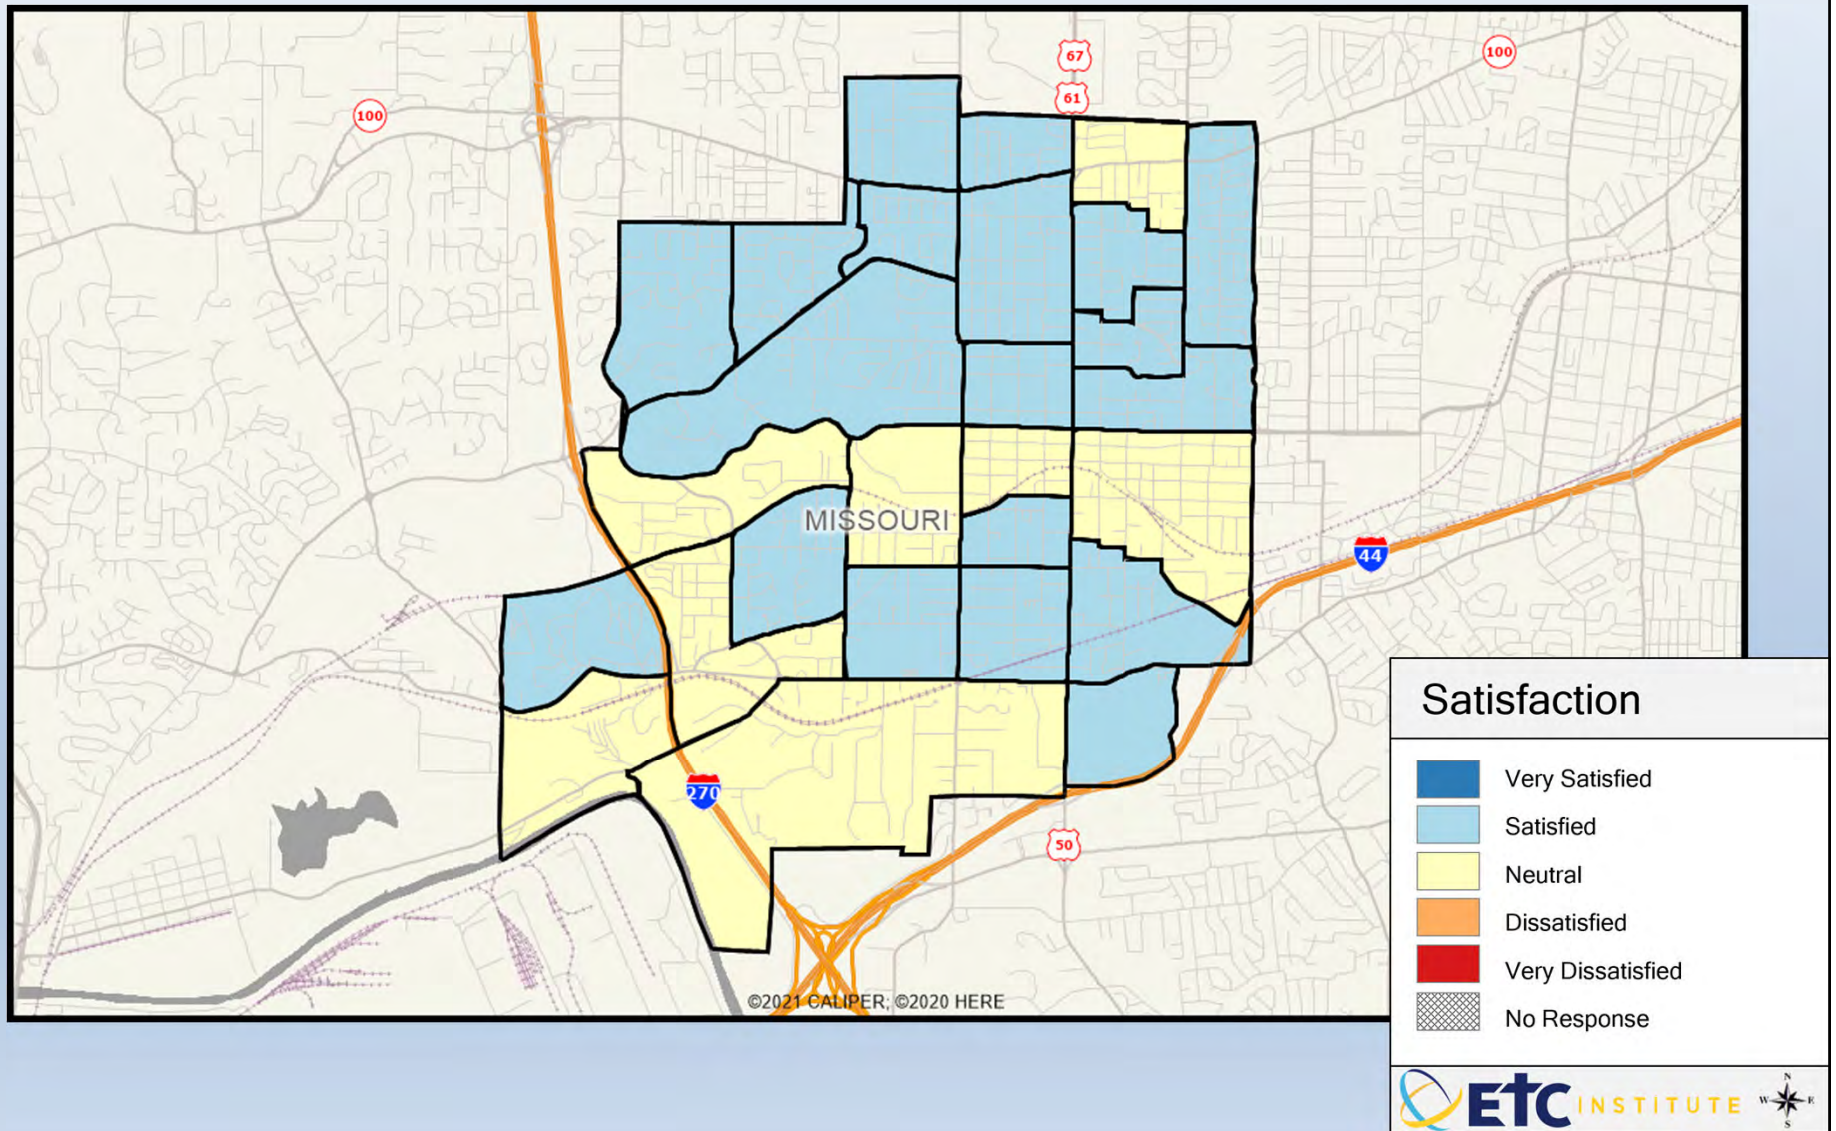 67
100
61
100
MISSOURI
44
270
50
©2021 CALIPER; ©2020 HERE
Satisfaction
Very Satisfied
Satisfied
Neutral
Dissatisfied
Very Dissatisfied
No Response
ETC INSTITUTE
N
W E
S